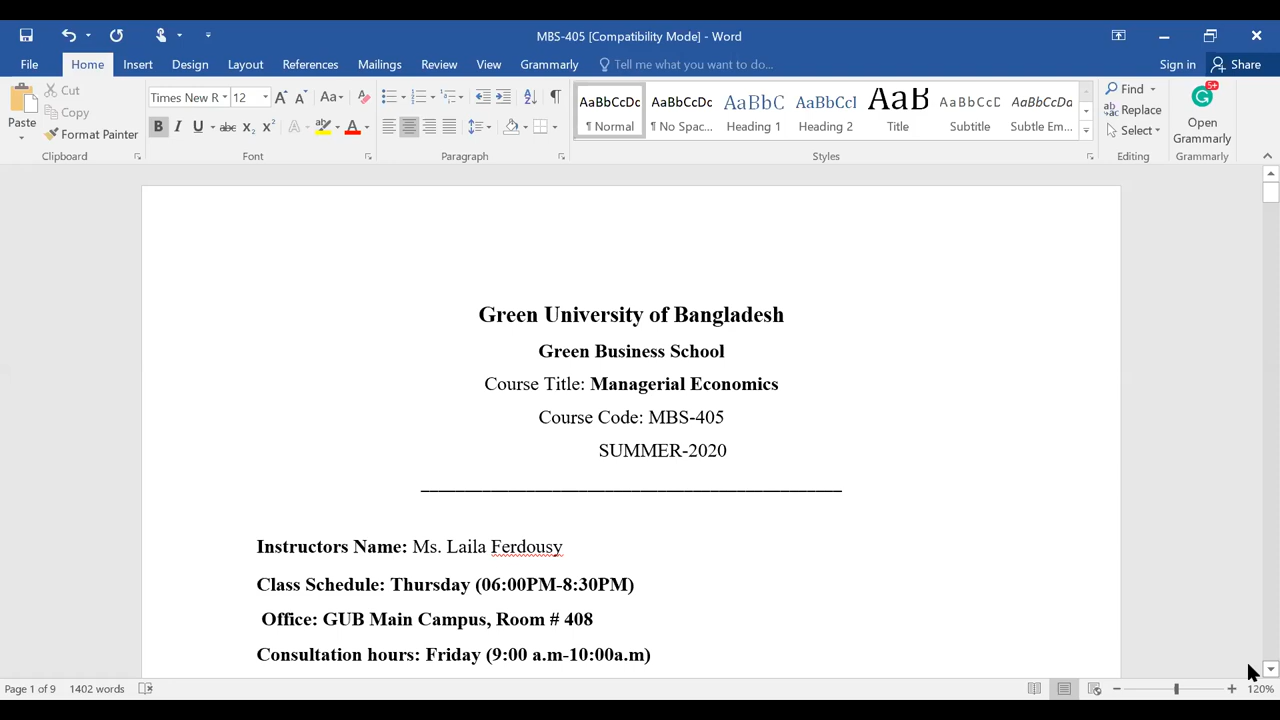 MBS-405 [Compatibility Mode] - Word
File Home Insert Design Layout References Mailings Review View Grammarly Tell me what you want to do... Sign in Share
Paste
Cut
Copy
Format Painter
Clipboard
Times New R 12
Font
Paragraph
AaBbCcDc AaBbCcDc AaBbC AaBbCcI AaB AaBbCcD AaBbCcDa
¶ Normal ¶ No Spac... Heading 1 Heading 2 Title Subtitle Subtle Em...
Styles
Find
Replace
Select
Editing
5+
Open
Grammarly
Grammarly
Green University of Bangladesh
Green Business School
Course Title: Managerial Economics
Course Code: MBS-405
SUMMER-2020
Instructors Name: Ms. Laila Ferdousy
Class Schedule: Thursday (06:00PM-8:30PM)
Office: GUB Main Campus, Room # 408
Consultation hours: Friday (9:00 a.m-10:00a.m)
Page 1 of 9 1402 words 120%